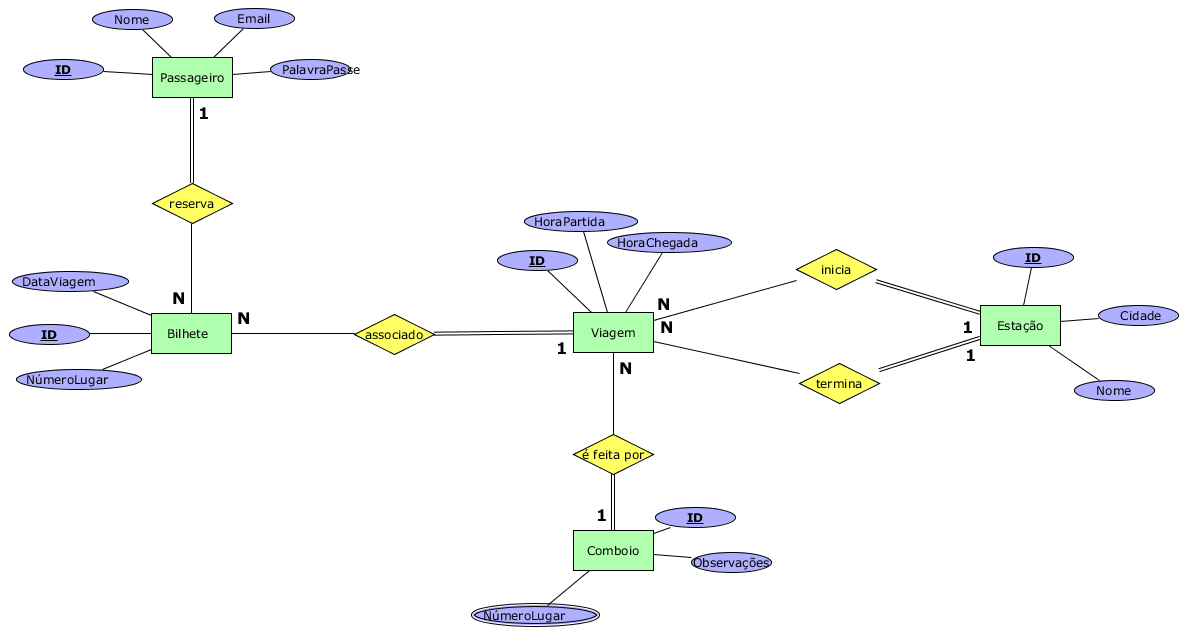 Nome
Email
ID
PalavraPasse
Passageiro
1
reserva
N
DataViagem
ID
NúmeroLugar
Bilhete
N
associado
1
HoraPartida
HoraChegada
ID
Viagem
N
N
N
inicia
termina
1
1
ID
Estação
Cidade
Nome
é feita por
1
ID
Comboio
Observações
NúmeroLugar